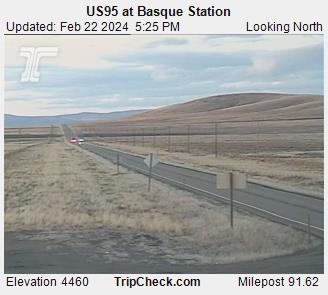 US95 at Basque Station
Updated: Feb 22 2024 5:25 PM Looking North
Elevation 4460 TripCheck.com Milepost 91.62